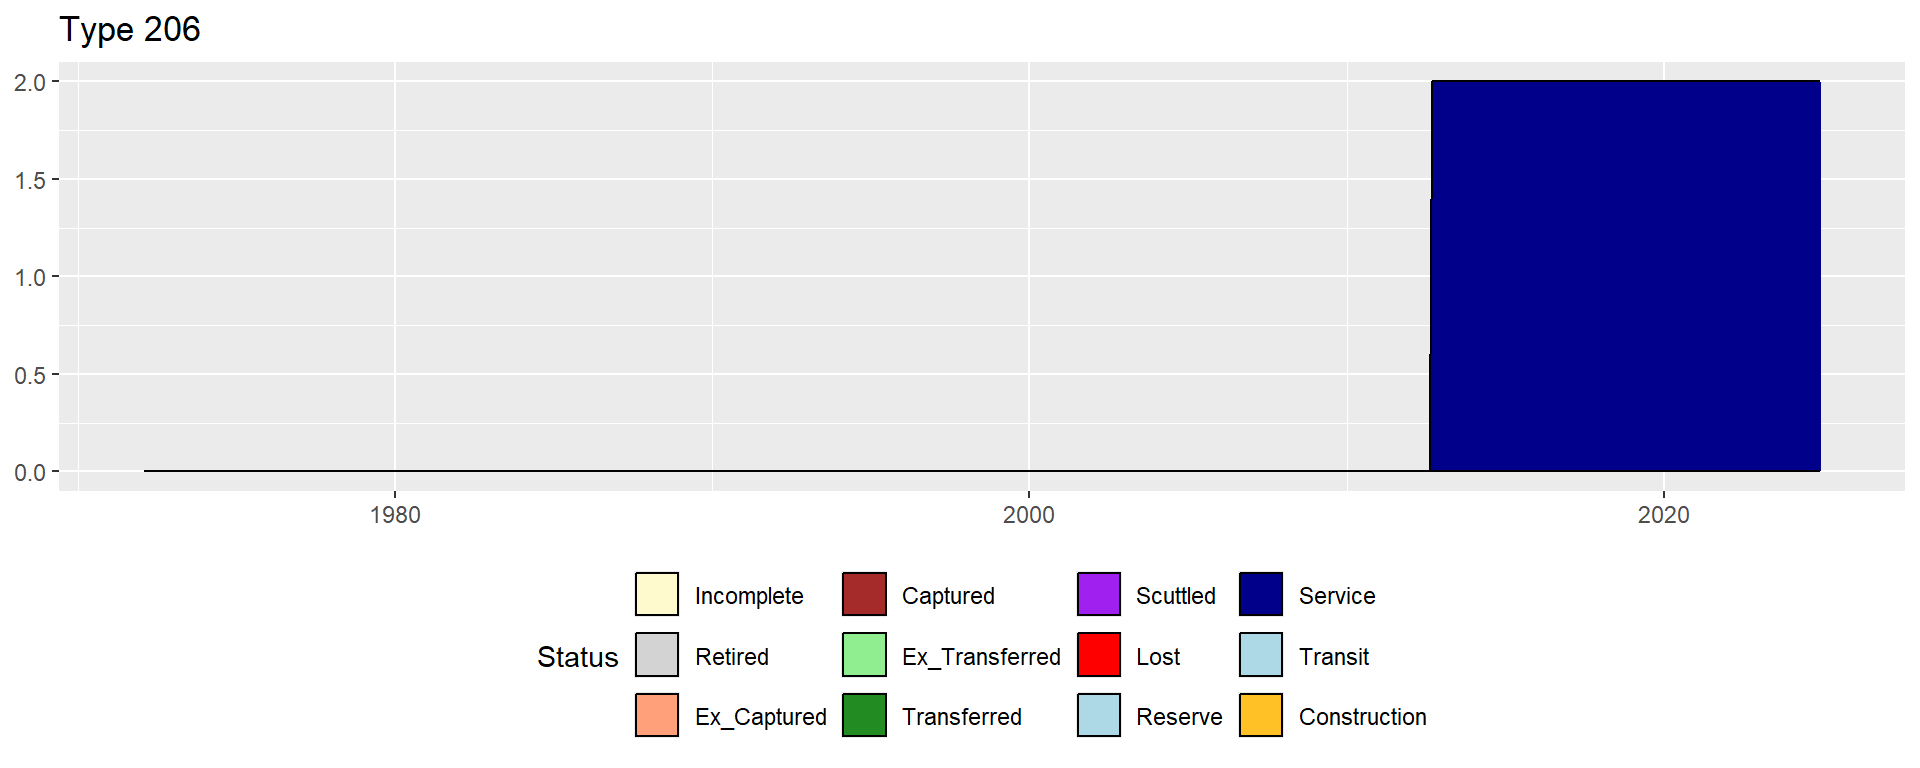 Type 206
2.0
1.5
1.0
0.5
0.0
1980 2000 2020
Incomplete Captured Scuttled Service
Status Retired Ex_Transferred Lost Transit
Ex_Captured Transferred Reserve Construction